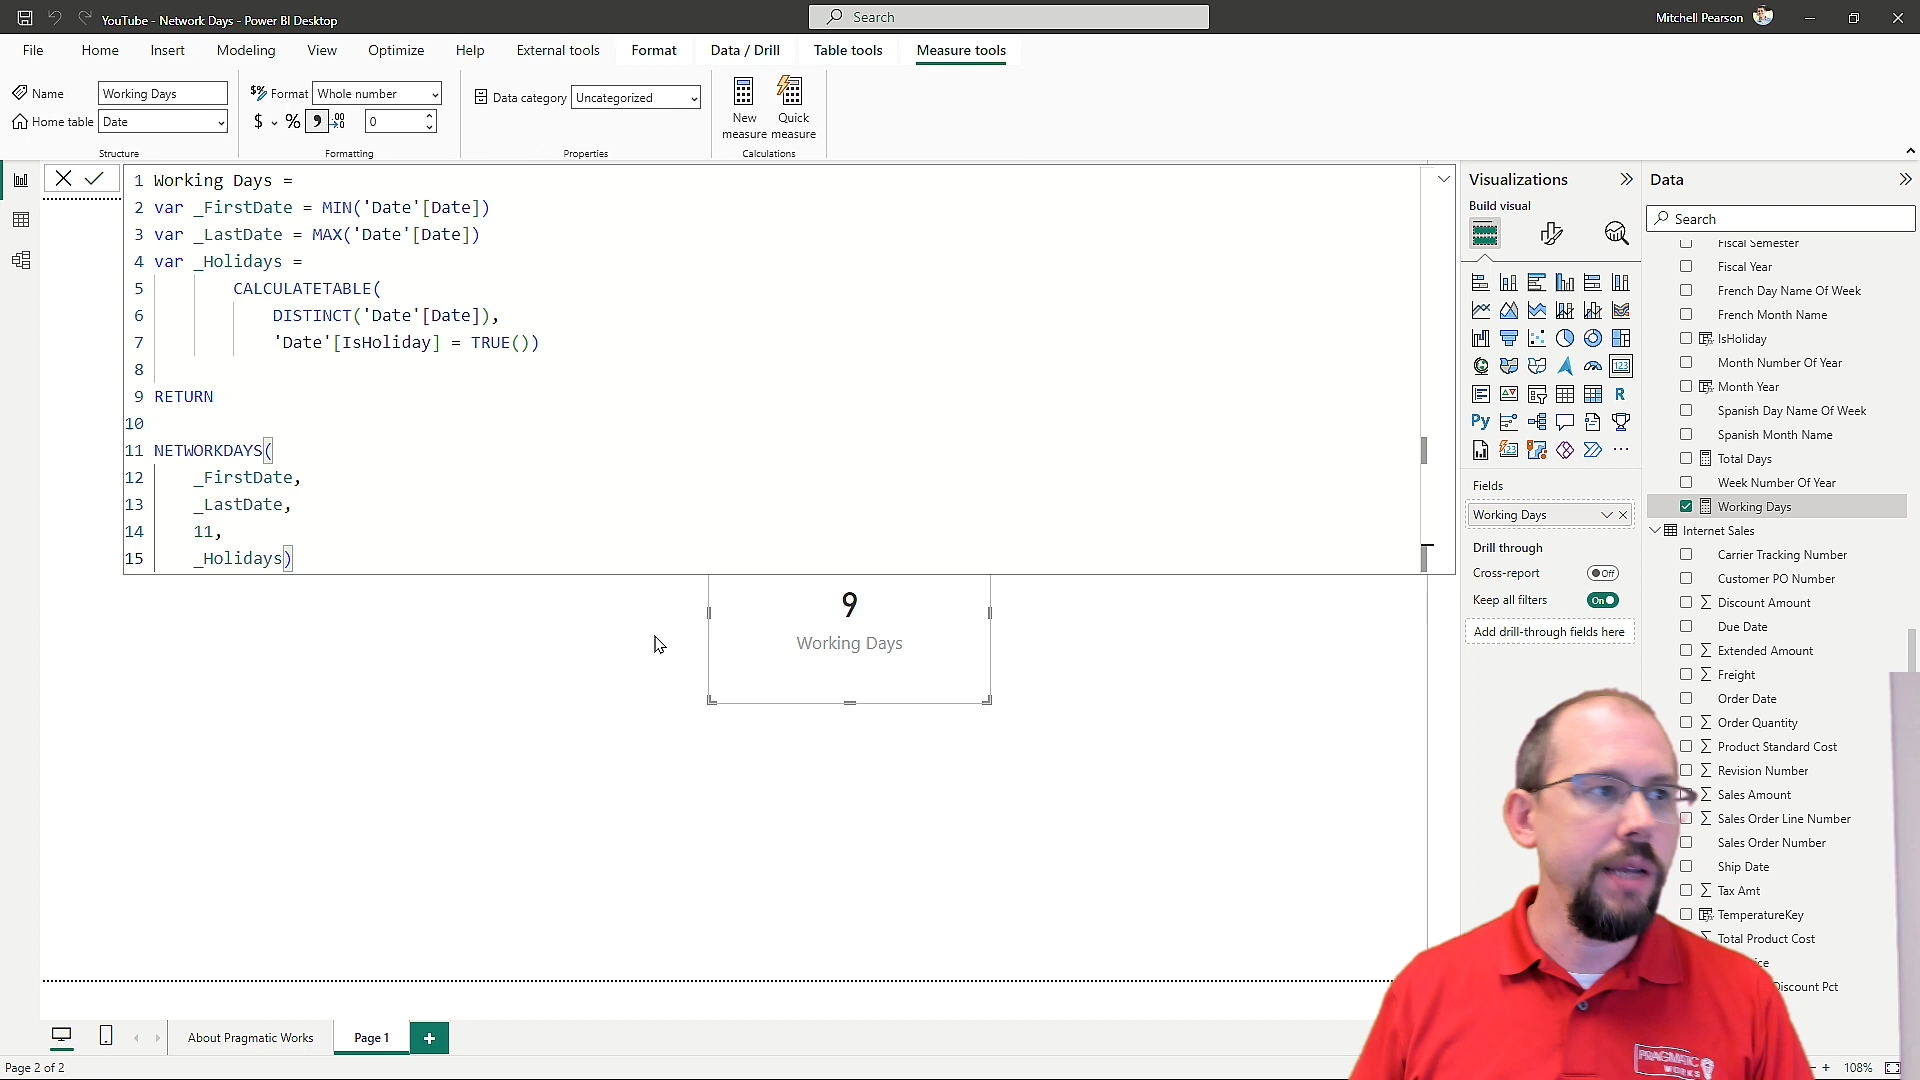 YouTube - Network Days - Power BI Desktop
Search
Mitchell Pearson
File
Home
Insert
Modeling
View
Optimize
Help
External tools
Format
Data / Drill
Table tools
Measure tools
Name
Working Days
Home table
Date
Structure
Format
Whole number
$
%
0
Formatting
Data category
Uncategorized
Properties
New
measure
Quick
measure
Calculations
1 Working Days =
2 var _FirstDate = MIN('Date'[Date])
3 var _LastDate = MAX('Date'[Date])
4 var _Holidays =
5 CALCULATETABLE(
6 DISTINCT('Date'[Date]),
7 'Date'[IsHoliday] = TRUE())
8
9 RETURN
10
11 NETWORKDAYS(
12 _FirstDate,
13 _LastDate,
14 11,
15 _Holidays)
9
Working Days
Visualizations
Build visual
123
R
Py
Fields
Working Days
Drill through
Cross-report
Off
Keep all filters
On
Add drill-through fields here
Data
Search
Fiscal Semester
Fiscal Year
French Day Name Of Week
French Month Name
IsHoliday
Month Number Of Year
Month Year
Spanish Day Name Of Week
Spanish Month Name
Total Days
Week Number Of Year
Working Days
Internet Sales
Carrier Tracking Number
Customer PO Number
Discount Amount
Due Date
Extended Amount
Freight
Order Date
Order Quantity
Product Standard Cost
Revision Number
Sales Amount
Sales Order Line Number
Sales Order Number
Ship Date
Tax Amt
TemperatureKey
Total Product Cost
Discount Pct
PRAGMATIC
WORKS
About Pragmatic Works
Page 1
+
Page 2 of 2
- + 108%